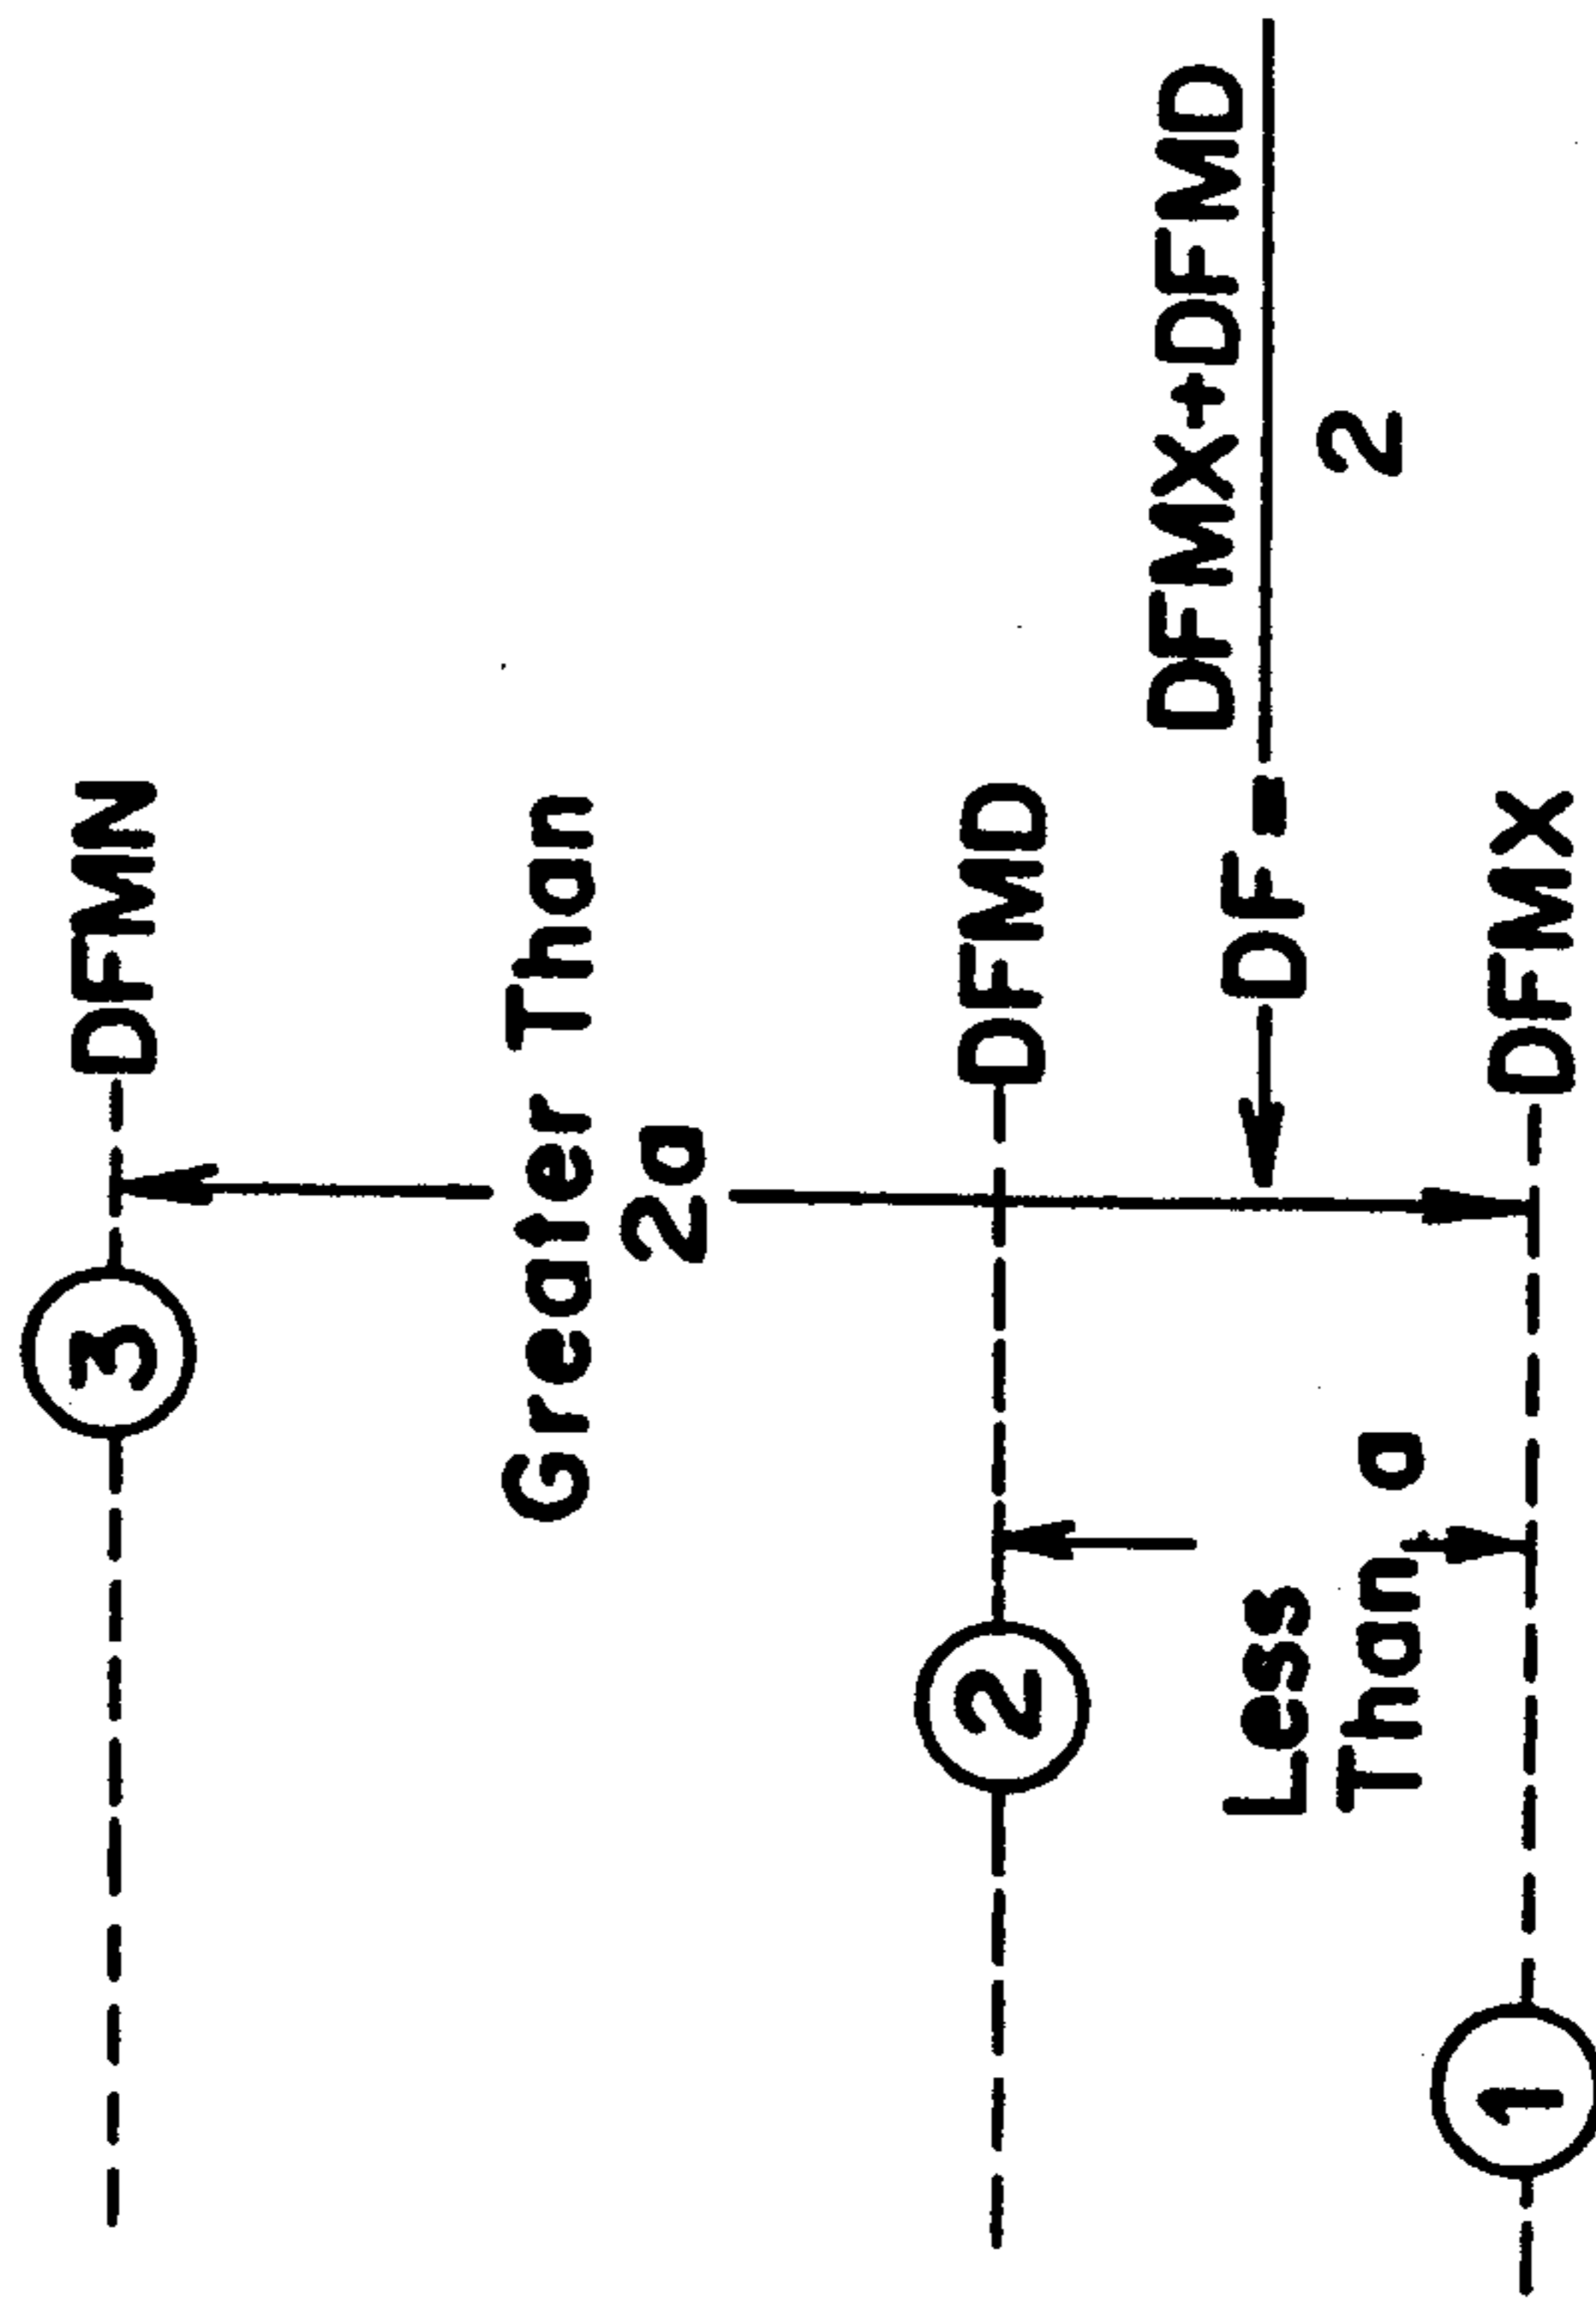 3 DFMN
Greater Than
2a
2 DFMD
DFMX+DFMD
Less
DF =
Than a
2
1 DFMX